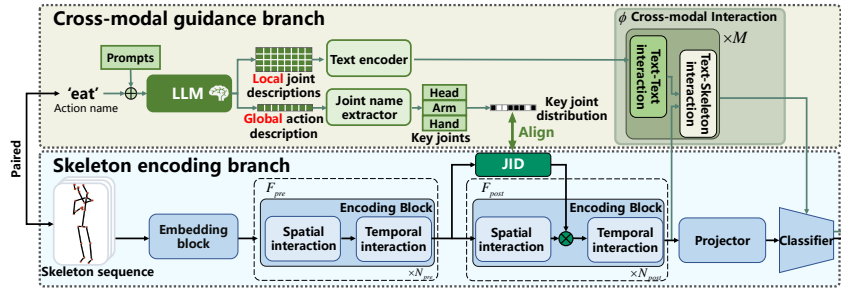 Cross-modal guidance branch
ϕ Cross-modal Interaction
×M
Prompts
'eat'
Action name
LLM
Local joint
descriptions
Text encoder
Global action
description
Joint name
extractor
Head
Arm
Hand
Key joints
Key joint
distribution
Align
Text-Text
interaction
Text-Skeleton
interaction
Paired
Skeleton encoding branch
JID
F_pre
Encoding Block
Spatial
interaction
Temporal
interaction
×N_pre
F_post
Encoding Block
Spatial
interaction
Temporal
interaction
×N_post
Embedding
block
Projector
Classifier
Skeleton sequence